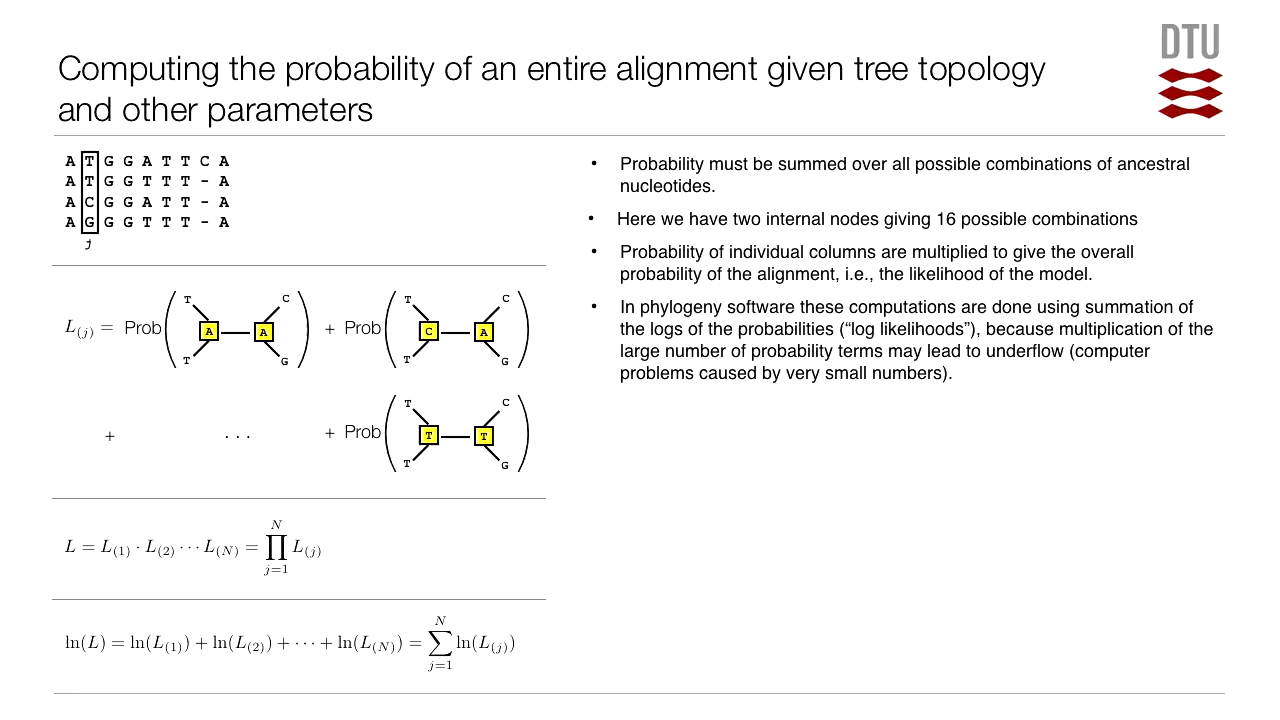 DTU
Computing the probability of an entire alignment given tree topology
and other parameters
A T G G A T T C A
A T G G T T T - A
A C G G A T T - A
A G G G T T T - A
j
L(j) = Prob( T T A A C G ) + Prob( T T C A C G )
+ . . . + Prob( T T T T C G )
L = L(1) · L(2) · · · L(N) = ∏_{j=1}^{N} L(j)
ln(L) = ln(L(1)) + ln(L(2)) + · · · + ln(L(N)) = ∑_{j=1}^{N} ln(L(j))
• Probability must be summed over all possible combinations of ancestral
nucleotides.
• Here we have two internal nodes giving 16 possible combinations
• Probability of individual columns are multiplied to give the overall
probability of the alignment, i.e., the likelihood of the model.
• In phylogeny software these computations are done using summation of
the logs of the probabilities (“log likelihoods”), because multiplication of the
large number of probability terms may lead to underflow (computer
problems caused by very small numbers).